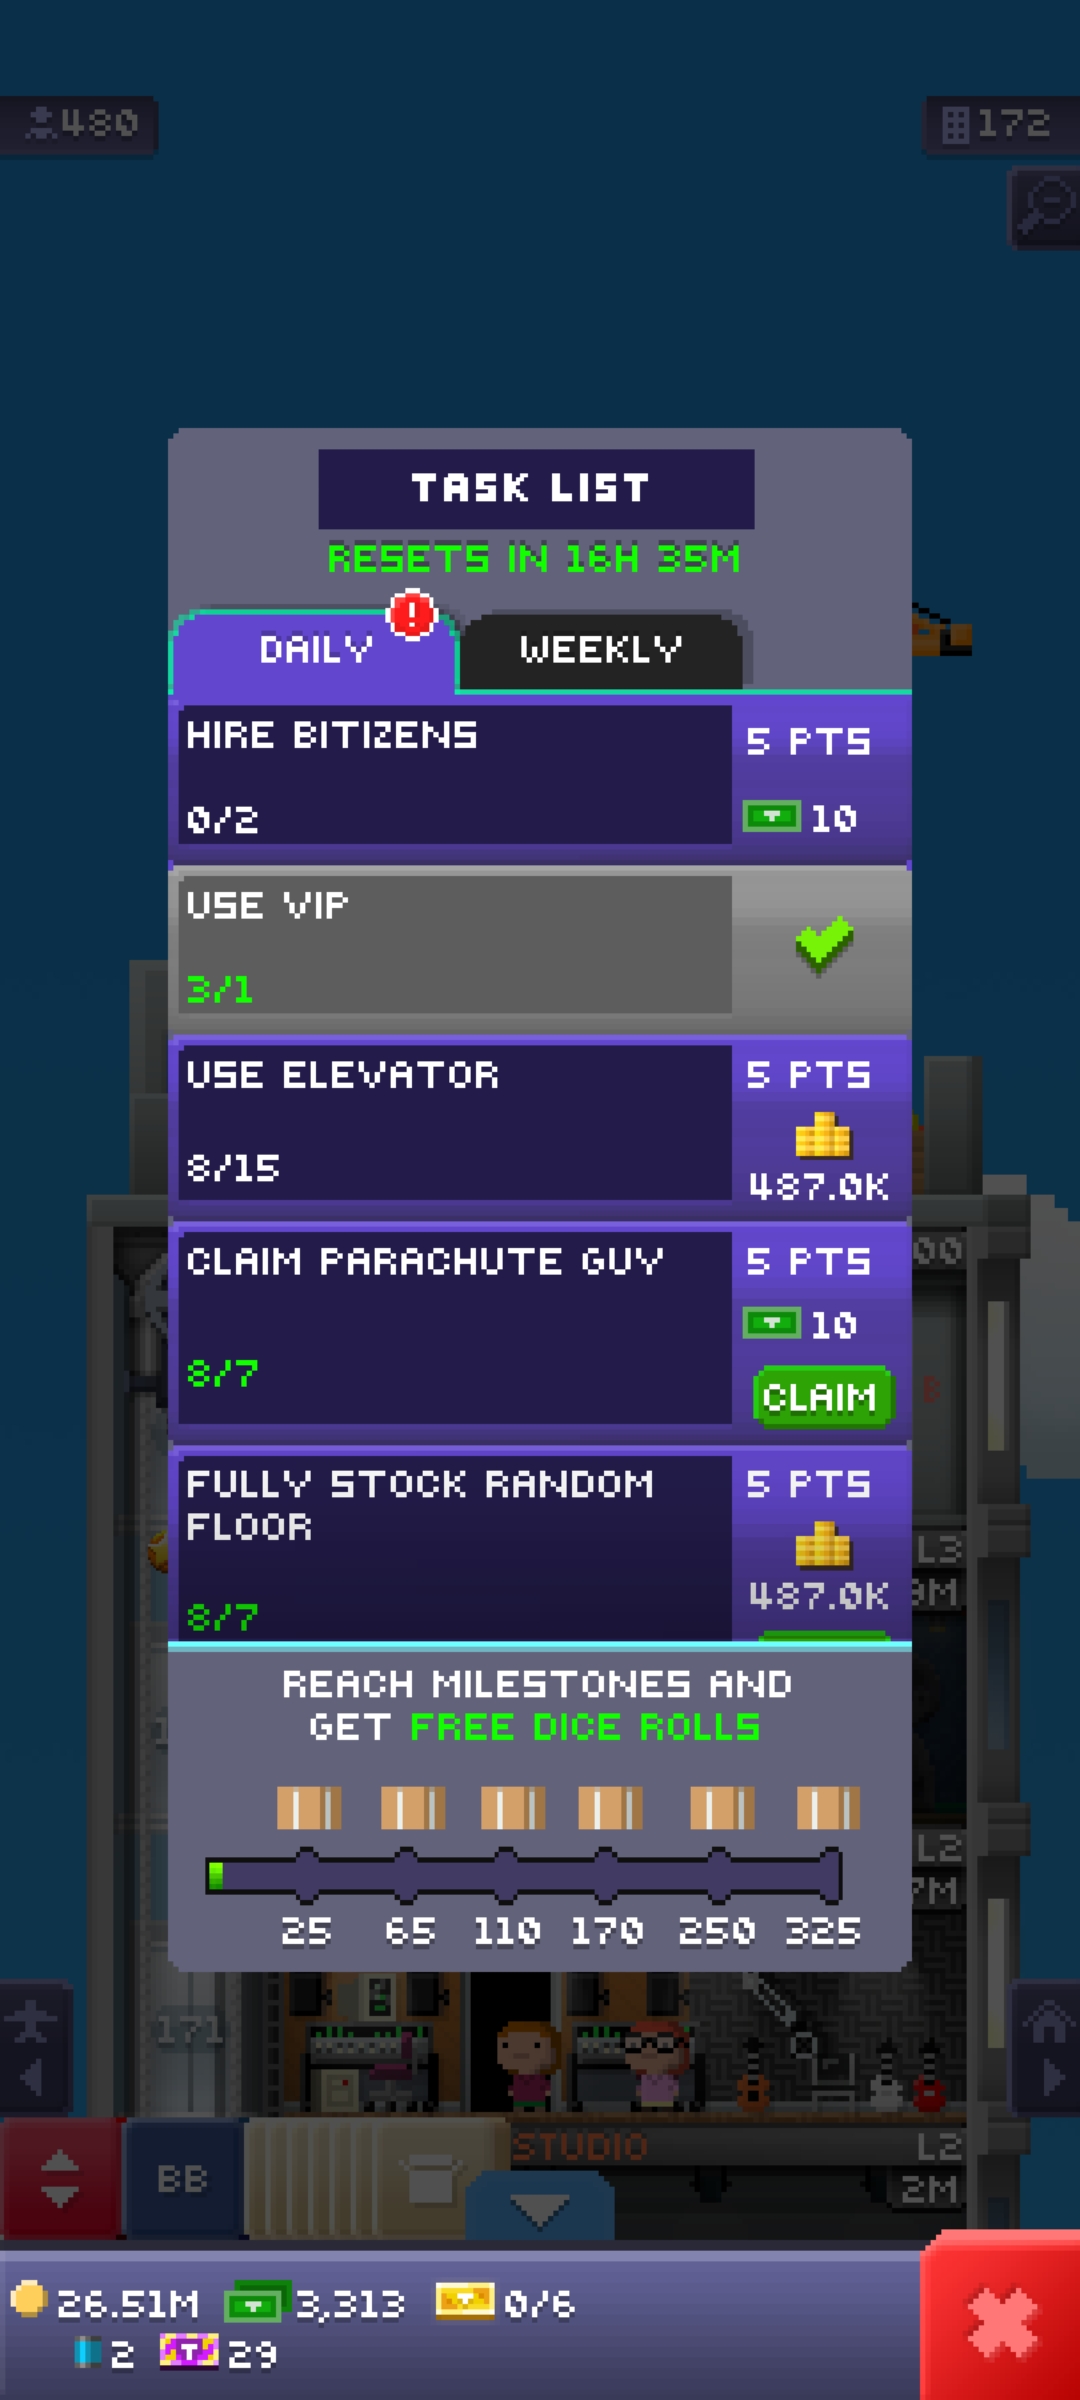 480
172
TASK LIST
RESETS IN 16H 35M
!
DAILY
WEEKLY
HIRE BITIZENS
5 PTS
0/2
10
USE VIP
3/1
USE ELEVATOR
5 PTS
8/15
487.0K
00
CLAIM PARACHUTE GUY
5 PTS
10
8/7
CLAIM
FULLY STOCK RANDOM
FLOOR
5 PTS
L3
487.0K
9M
8/7
REACH MILESTONES AND
GET FREE DICE ROLLS
L2
7M
25
65
110
170
250
325
171
STUDIO
L2
BB
2M
26.51M
3,313
0/6
2
29